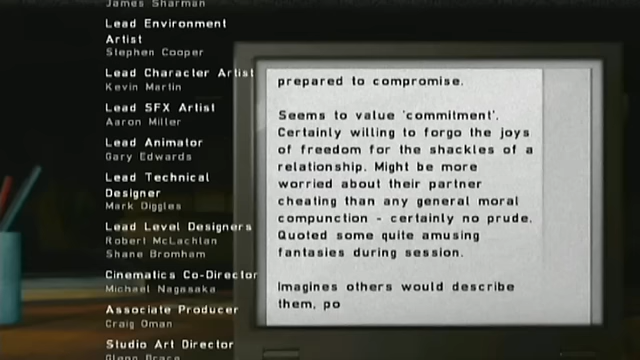 James Sharman
Lead Environment
Artist
Stephen Cooper
Lead Character Artist
Kevin Martin
Lead SFX Artist
Aaron Miller
Lead Animator
Gary Edwards
Lead Technical
Designer
Mark Diggles
Lead Level Designers
Robert McLachlan
Shane Bromham
Cinematics Co-Director
Michael Nagasaka
Associate Producer
Craig Oman
Studio Art Director
Glenn Brace
prepared to compromise.
Seems to value 'commitment'.
Certainly willing to forgo the joys
of freedom for the shackles of a
relationship. Might be more
worried about their partner
cheating than any general moral
compunction - certainly no prude.
Quoted some quite amusing
fantasies during session.
Imagines others would describe
them, po